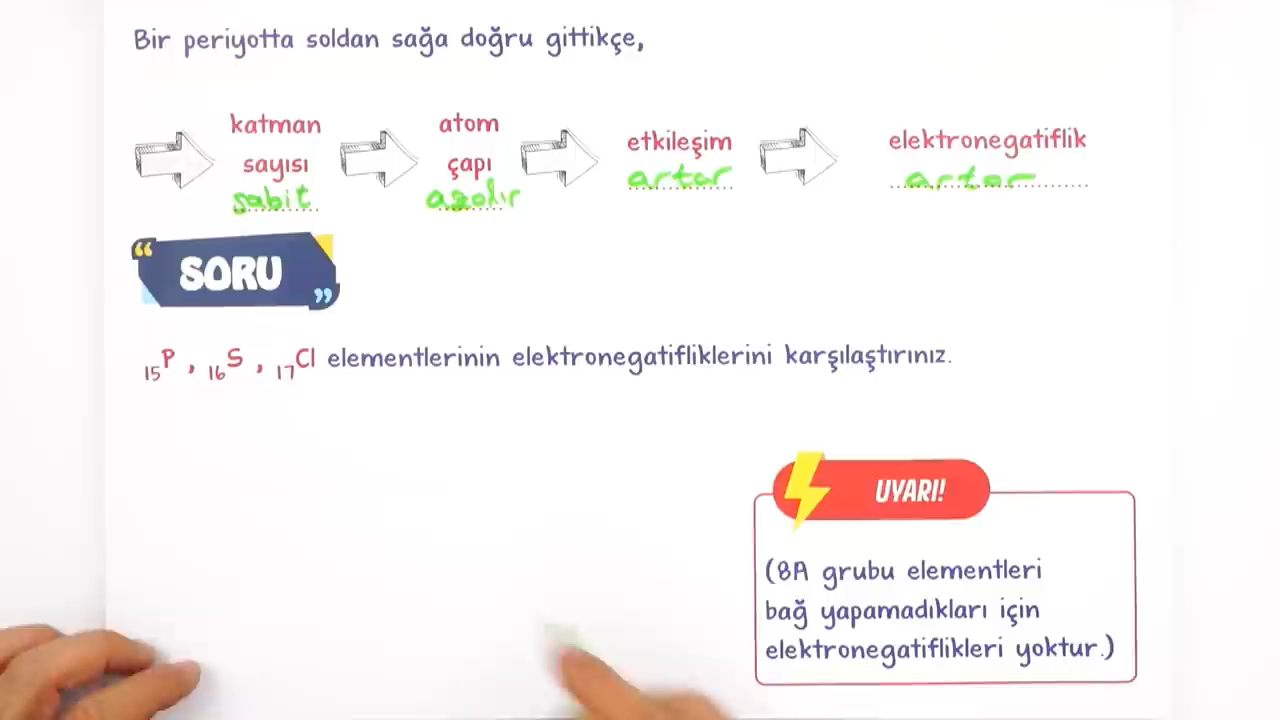 Bir periyotta soldan sağa doğru gittikçe,
katman sayısı
sabit
atom çapı
azalır
etkileşim
artar
elektronegatiflik
artar
SORU
₁₅P , ₁₆S , ₁₇Cl elementlerinin elektronegatifliklerini karşılaştırınız.
UYARI!
(8A grubu elementleri
bağ yapamadıkları için
elektronegatiflikleri yoktur.)